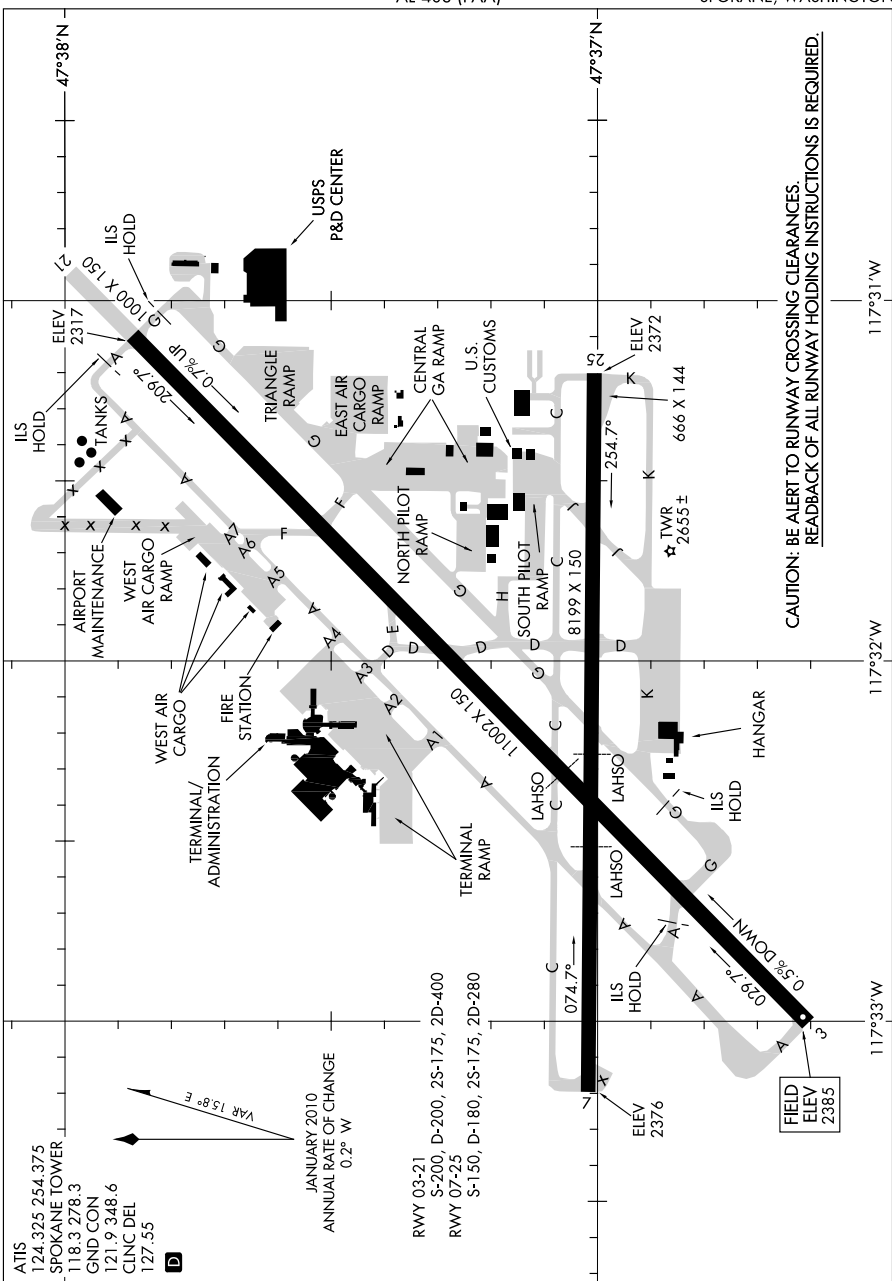 AL-406 (FAA)
SPOKANE, WASHINGTON
ATIS
124.325 254.375
SPOKANE TOWER
118.3 278.3
GND CON
121.9 348.6
CLNC DEL
127.55
D
VAR 15.8° E
JANUARY 2010
ANNUAL RATE OF CHANGE
0.2° W
RWY 03-21
S-200, D-200, 2S-175, 2D-400
RWY 07-25
S-150, D-180, 2S-175, 2D-280
47°38'N
47°37'N
117°31'W
117°32'W
117°33'W
ILS
HOLD
TANKS
AIRPORT
MAINTENANCE
WEST
AIR CARGO
RAMP
WEST AIR
CARGO
FIRE
STATION
TERMINAL/
ADMINISTRATION
TERMINAL
RAMP
ELEV
2317
21
1000 X 150
ILS
HOLD
209.7°
0.7% UP
USPS
P&D CENTER
TRIANGLE
RAMP
EAST AIR
CARGO
RAMP
CENTRAL
GA RAMP
U.S.
CUSTOMS
NORTH PILOT
RAMP
SOUTH PILOT
RAMP
11002 X 150
8199 X 150
25
ELEV
2372
666 X 144
254.7°
TWR
2655 ±
LAHSO
LAHSO
LAHSO
HANGAR
ILS
HOLD
ILS
HOLD
074.7°
7
ELEV
2376
029.7°
0.5% DOWN
3
FIELD
ELEV
2385
A
A
A
A
A
A
A
A
A
A
A1
A2
A3
A4
A5
A6
A7
C
C
C
C
C
D
D
D
D
D
E
F
F
G
G
G
G
G
G
G
H
J
J
K
K
K
X
X
X
X
X
X
X
X
CAUTION: BE ALERT TO RUNWAY CROSSING CLEARANCES.
READBACK OF ALL RUNWAY HOLDING INSTRUCTIONS IS REQUIRED.